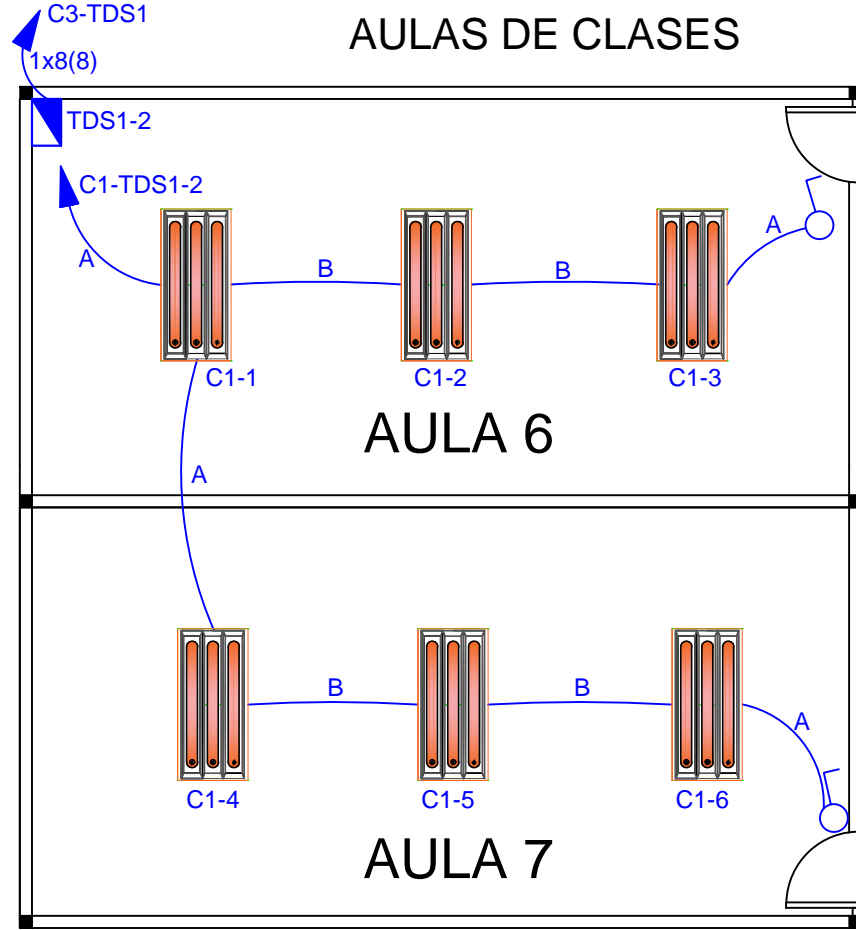 C3-TDS1
AULAS DE CLASES
1x8(8)
TDS1-2
C1-TDS1-2
A
A
B
B
C1-1
C1-2
C1-3
AULA 6
A
B
B
A
C1-4
C1-5
C1-6
AULA 7